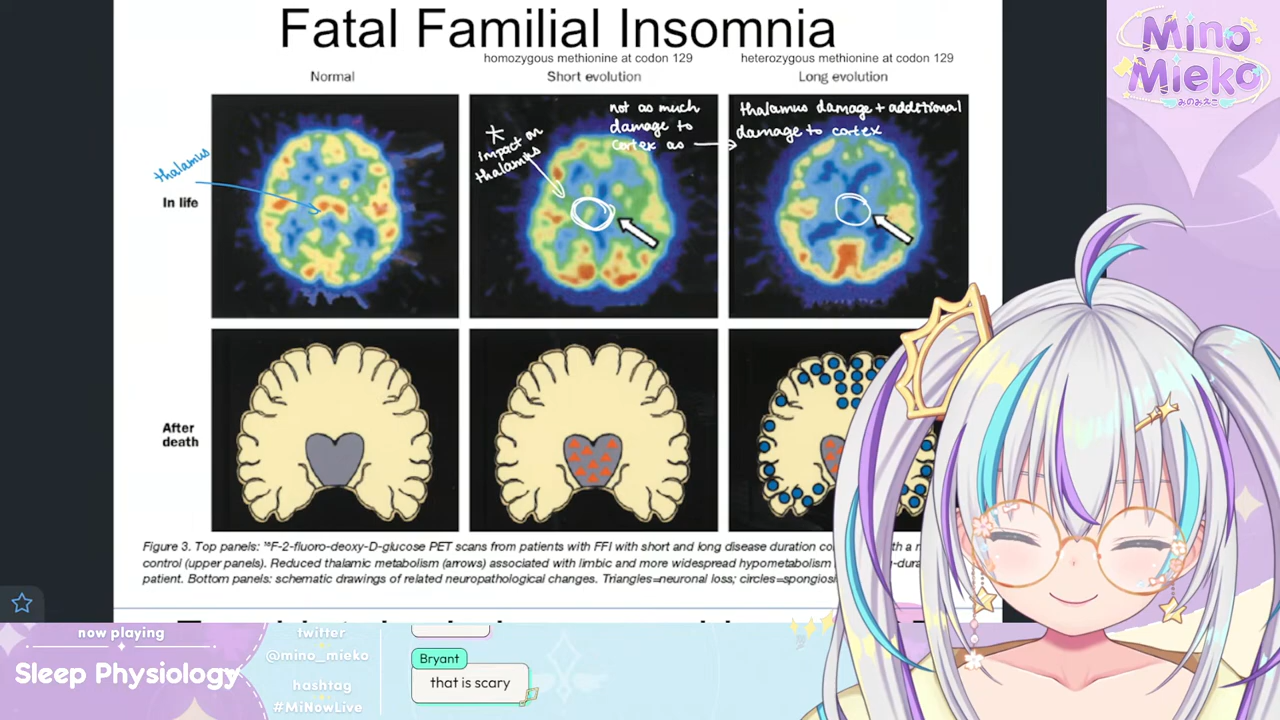 Fatal Familial Insomnia
homozygous methionine at codon 129
heterozygous methionine at codon 129
Normal
Short evolution
Long evolution
thalamus
In life
* impact on thalamus
not as much
damage to
cortex as
thalamus damage + additional
damage to cortex
After
death
Figure 3. Top panels: ¹⁸F-2-fluoro-deoxy-D-glucose PET scans from patients with FFI with short and long disease duration
control (upper panels). Reduced thalamic metabolism (arrows) associated with limbic and more widespread hypometabolism
patient. Bottom panels: schematic drawings of related neuropathological changes. Triangles=neuronal loss; circles=
Mino
Mieko
みのみえこ
now playing
Sleep Physiology
twitter
@mino_mieko
hashtag
#MiNowLive
Bryant
that is scary